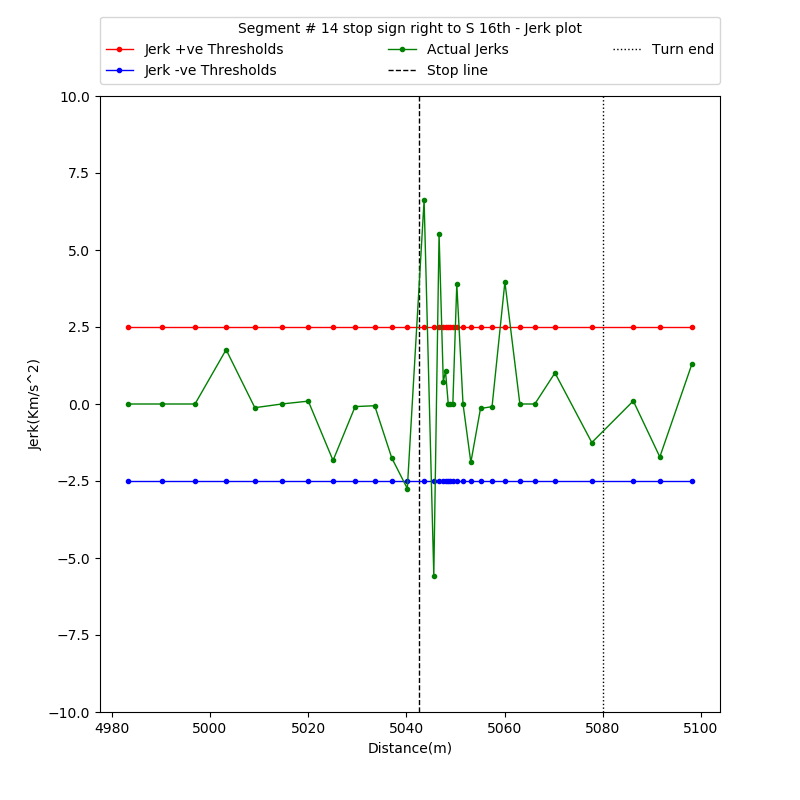 Segment # 14 stop sign right to S 16th - Jerk plot
Jerk +ve Thresholds
Jerk -ve Thresholds
Actual Jerks
Stop line
Turn end
10.0
7.5
5.0
2.5
0.0
−2.5
−5.0
−7.5
−10.0
Jerk(Km/s^2)
4980 5000 5020 5040 5060 5080 5100
Distance(m)